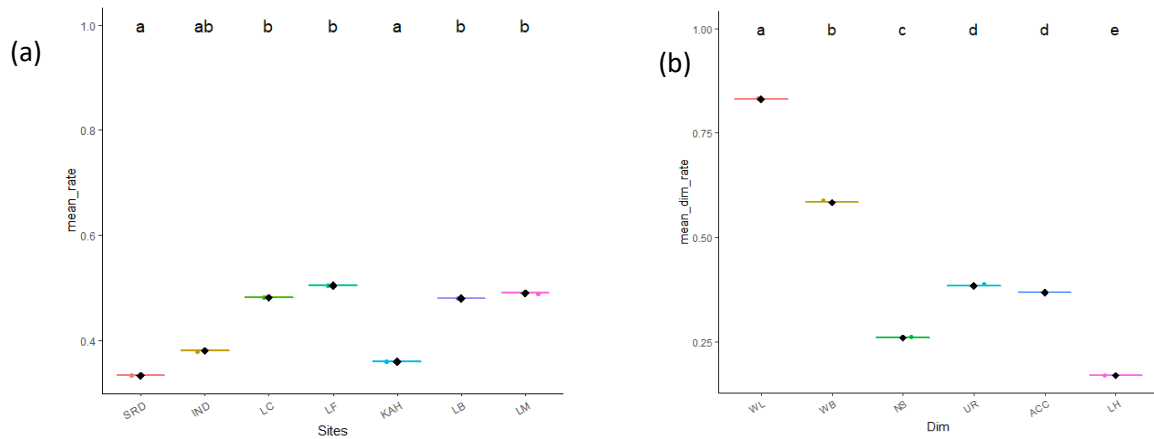 (a)
a ab b b a b b
1.0
0.8
0.6
0.4
mean_rate
SRD IND LC LF KAH LB LM
Sites
(b)
a b c d d e
1.00
0.75
0.50
0.25
mean_dim_rate
WL WB NS UR ACC LH
Dim